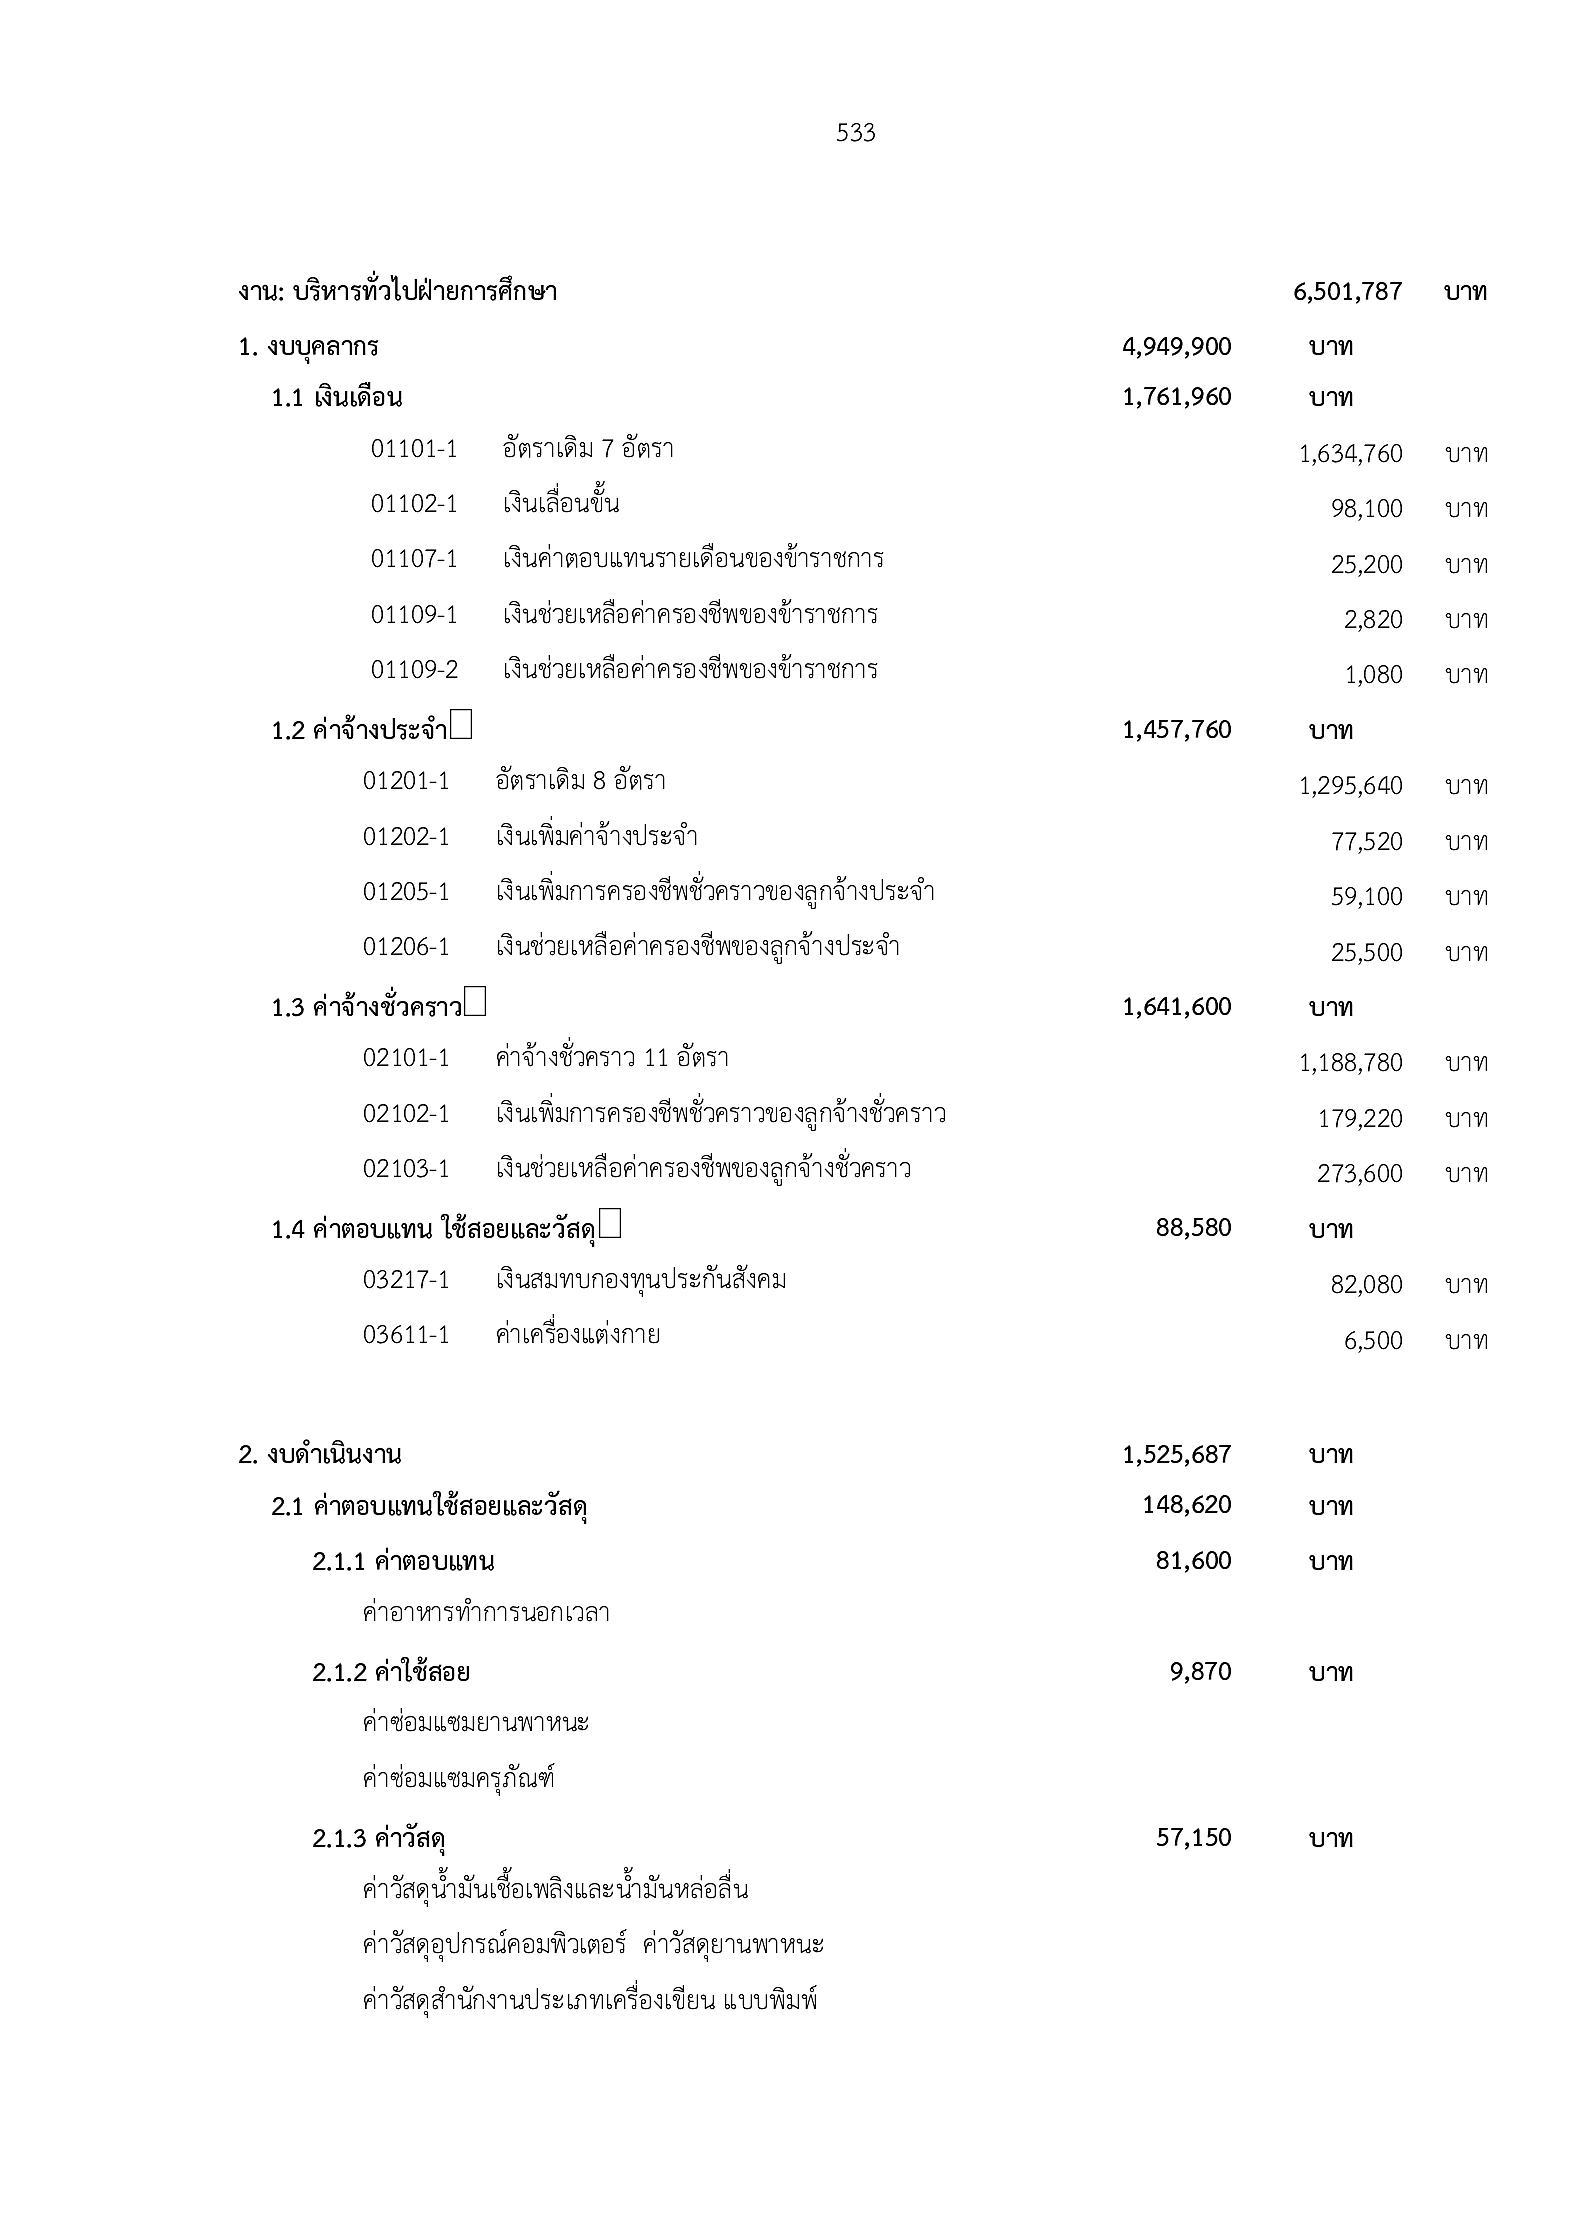 533
งาน: บริหารทั่วไปฝ่ายการศึกษา 6,501,787 บาท
1. งบบุคลากร 4,949,900 บาท
1.1 เงินเดือน 1,761,960 บาท
01101-1 อัตราเดิม 7 อัตรา 1,634,760 บาท
01102-1 เงินเลื่อนขั้น 98,100 บาท
01107-1 เงินค่าตอบแทนรายเดือนของข้าราชการ 25,200 บาท
01109-1 เงินช่วยเหลือค่าครองชีพของข้าราชการ 2,820 บาท
01109-2 เงินช่วยเหลือค่าครองชีพของข้าราชการ 1,080 บาท
1.2 ค่าจ้างประจำ 1,457,760 บาท
01201-1 อัตราเดิม 8 อัตรา 1,295,640 บาท
01202-1 เงินเพิ่มค่าจ้างประจำ 77,520 บาท
01205-1 เงินเพิ่มการครองชีพชั่วคราวของลูกจ้างประจำ 59,100 บาท
01206-1 เงินช่วยเหลือค่าครองชีพของลูกจ้างประจำ 25,500 บาท
1.3 ค่าจ้างชั่วคราว 1,641,600 บาท
02101-1 ค่าจ้างชั่วคราว 11 อัตรา 1,188,780 บาท
02102-1 เงินเพิ่มการครองชีพชั่วคราวของลูกจ้างชั่วคราว 179,220 บาท
02103-1 เงินช่วยเหลือค่าครองชีพของลูกจ้างชั่วคราว 273,600 บาท
1.4 ค่าตอบแทน ใช้สอยและวัสดุ 88,580 บาท
03217-1 เงินสมทบกองทุนประกันสังคม 82,080 บาท
03611-1 ค่าเครื่องแต่งกาย 6,500 บาท
2. งบดำเนินงาน 1,525,687 บาท
2.1 ค่าตอบแทนใช้สอยและวัสดุ 148,620 บาท
2.1.1 ค่าตอบแทน 81,600 บาท
ค่าอาหารทำการนอกเวลา
2.1.2 ค่าใช้สอย 9,870 บาท
ค่าซ่อมแซมยานพาหนะ
ค่าซ่อมแซมครุภัณฑ์
2.1.3 ค่าวัสดุ 57,150 บาท
ค่าวัสดุน้ำมันเชื้อเพลิงและน้ำมันหล่อลื่น
ค่าวัสดุอุปกรณ์คอมพิวเตอร์ ค่าวัสดุยานพาหนะ
ค่าวัสดุสำนักงานประเภทเครื่องเขียน แบบพิมพ์